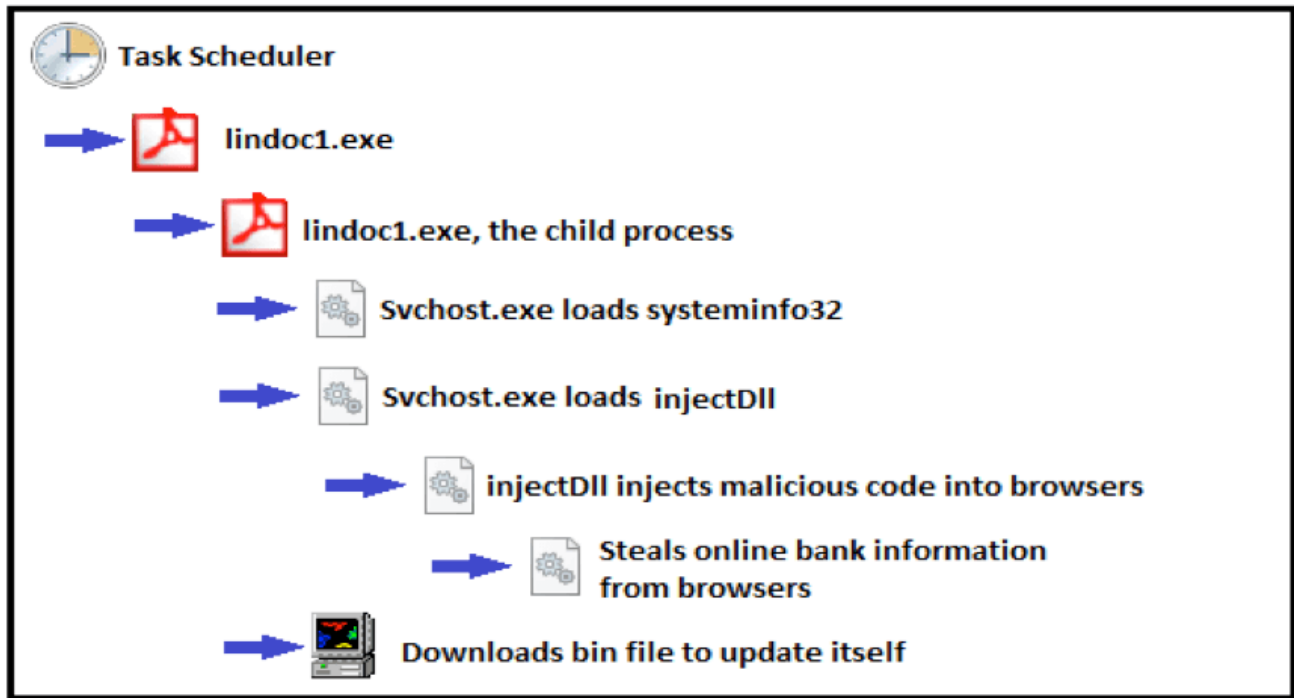 Task Scheduler
lindoc1.exe
lindoc1.exe, the child process
Svchost.exe loads systeminfo32
Svchost.exe loads injectDll
injectDll injects malicious code into browsers
Steals online bank information
from browsers
Downloads bin file to update itself